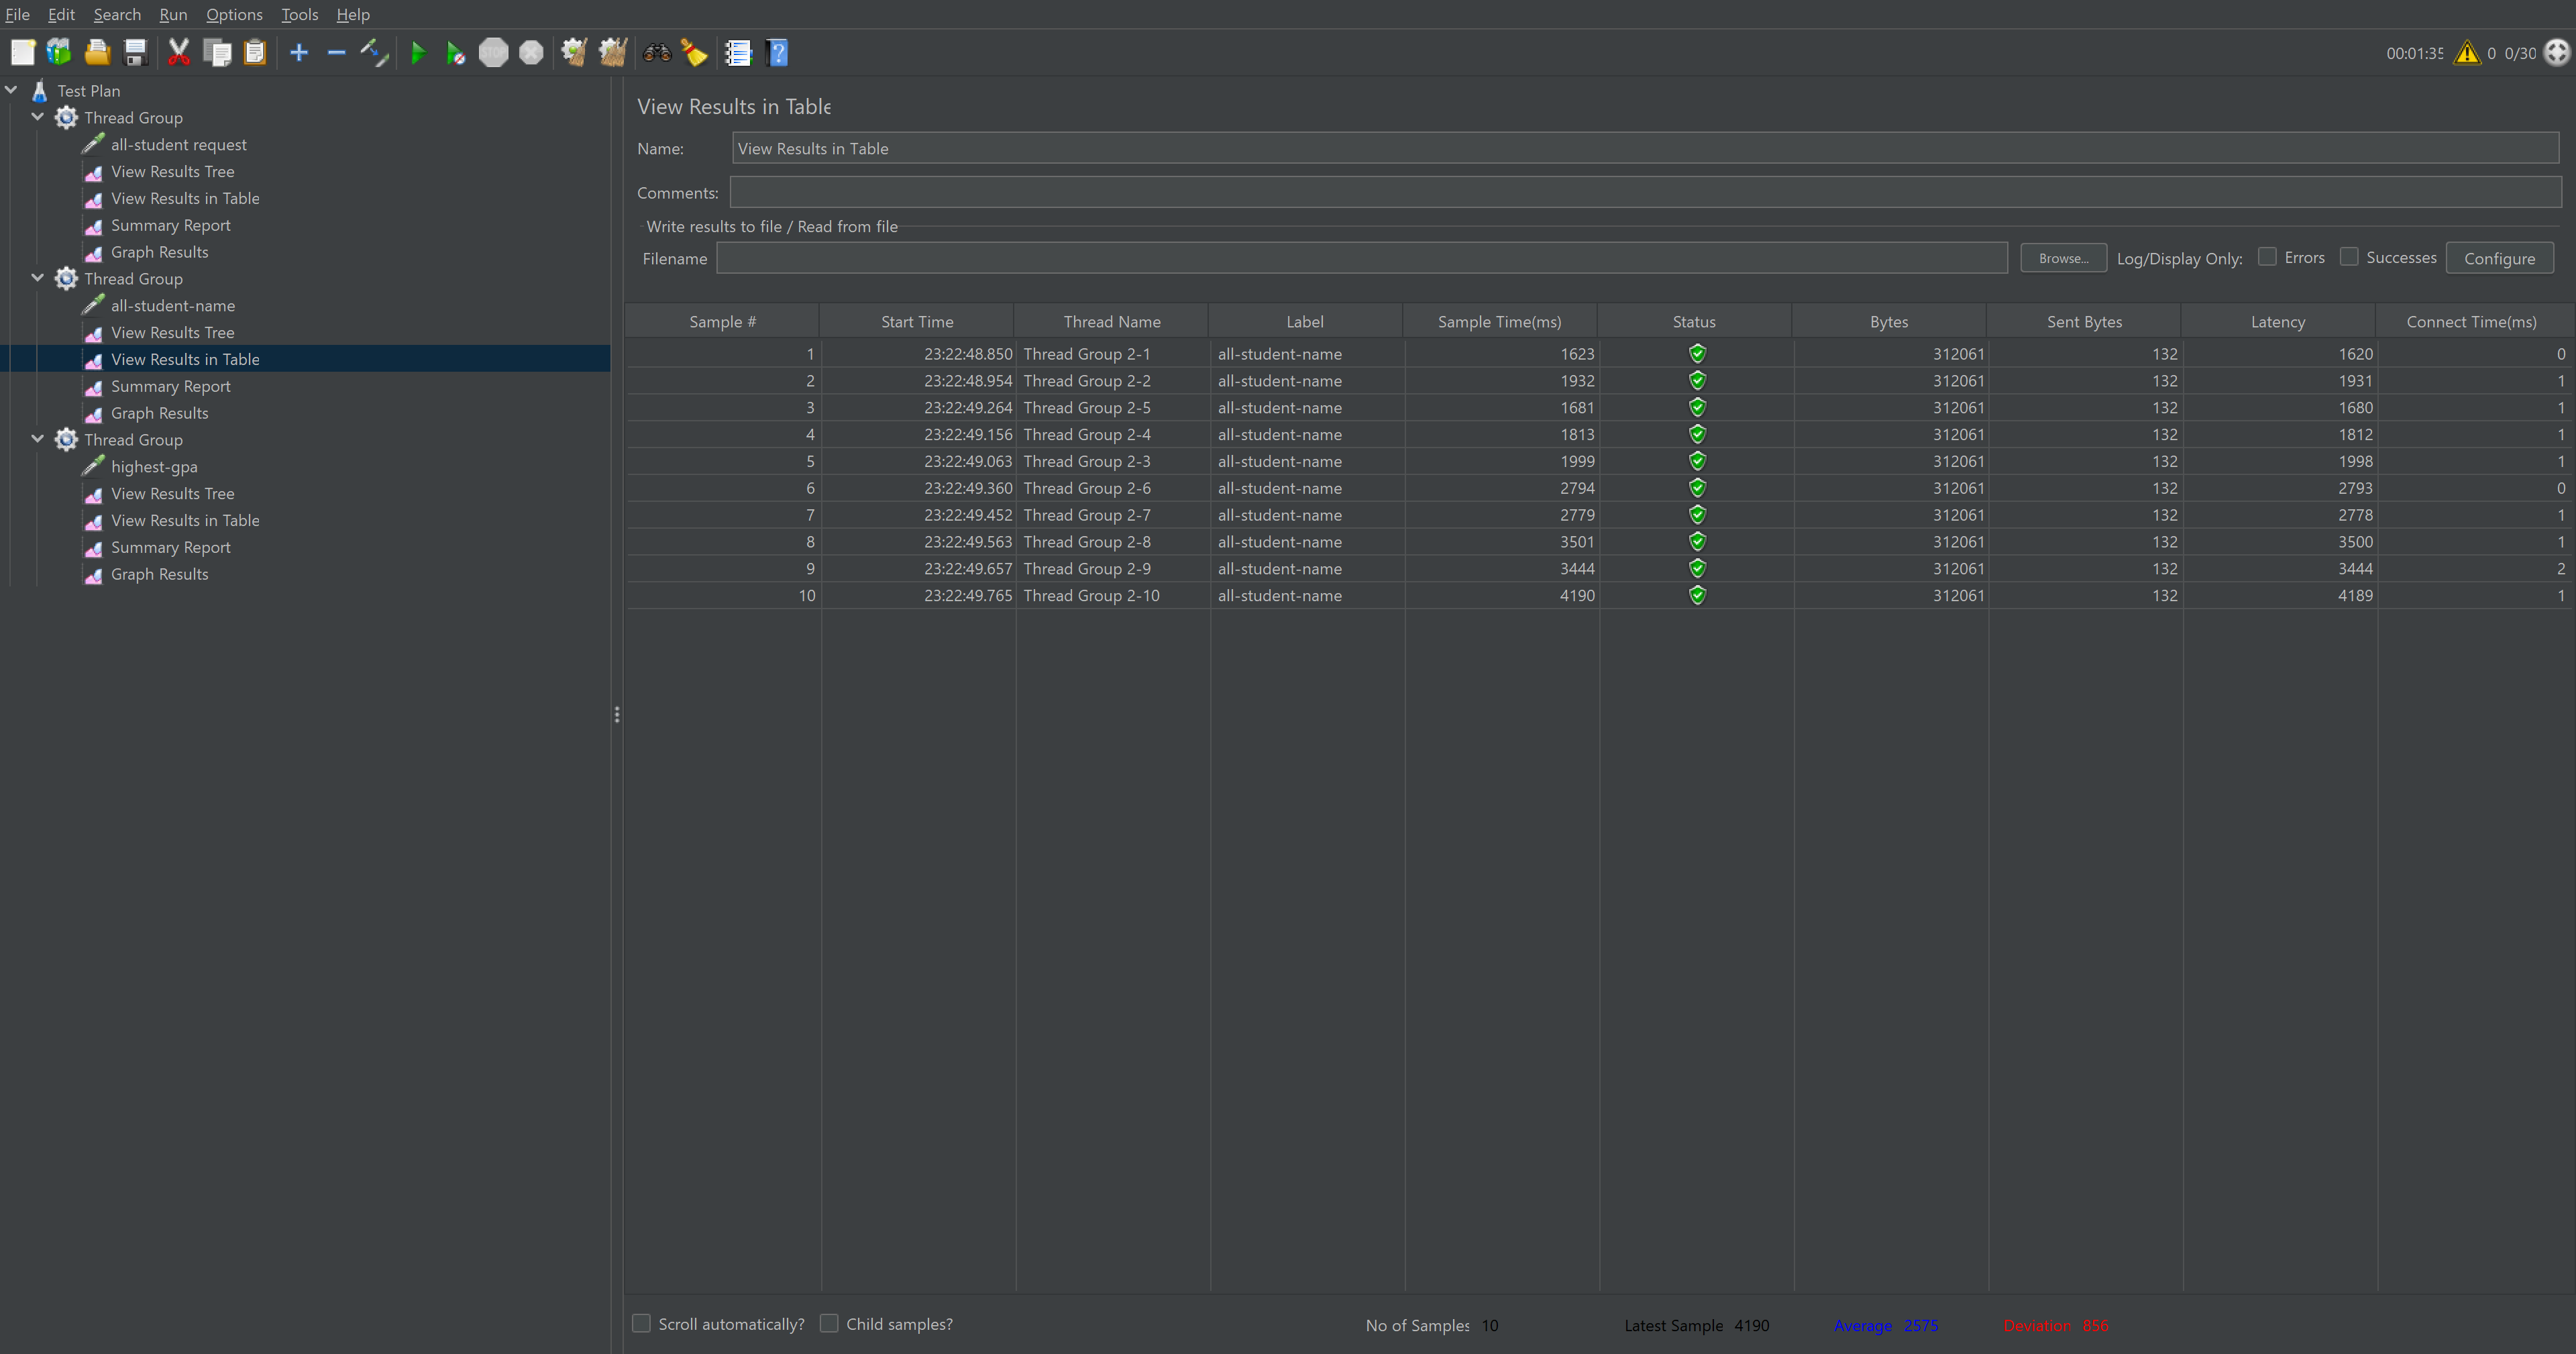 File Edit Search Run Options Tools Help
STOP
00:01:35 0 0/30
Test Plan
Thread Group
all-student request
View Results Tree
View Results in Table
Summary Report
Graph Results
Thread Group
all-student-name
View Results Tree
View Results in Table
Summary Report
Graph Results
Thread Group
highest-gpa
View Results Tree
View Results in Table
Summary Report
Graph Results
View Results in Table
Name: View Results in Table
Comments:
Write results to file / Read from file
Filename Browse... Log/Display Only: Errors Successes Configure
Sample # Start Time Thread Name Label Sample Time(ms) Status Bytes Sent Bytes Latency Connect Time(ms)
1 23:22:48.850 Thread Group 2-1 all-student-name 1623 312061 132 1620 0
2 23:22:48.954 Thread Group 2-2 all-student-name 1932 312061 132 1931 1
3 23:22:49.264 Thread Group 2-5 all-student-name 1681 312061 132 1680 1
4 23:22:49.156 Thread Group 2-4 all-student-name 1813 312061 132 1812 1
5 23:22:49.063 Thread Group 2-3 all-student-name 1999 312061 132 1998 1
6 23:22:49.360 Thread Group 2-6 all-student-name 2794 312061 132 2793 0
7 23:22:49.452 Thread Group 2-7 all-student-name 2779 312061 132 2778 1
8 23:22:49.563 Thread Group 2-8 all-student-name 3501 312061 132 3500 1
9 23:22:49.657 Thread Group 2-9 all-student-name 3444 312061 132 3444 2
10 23:22:49.765 Thread Group 2-10 all-student-name 4190 312061 132 4189 1
Scroll automatically? Child samples? No of Samples 10 Latest Sample 4190 Average 2575 Deviation 856